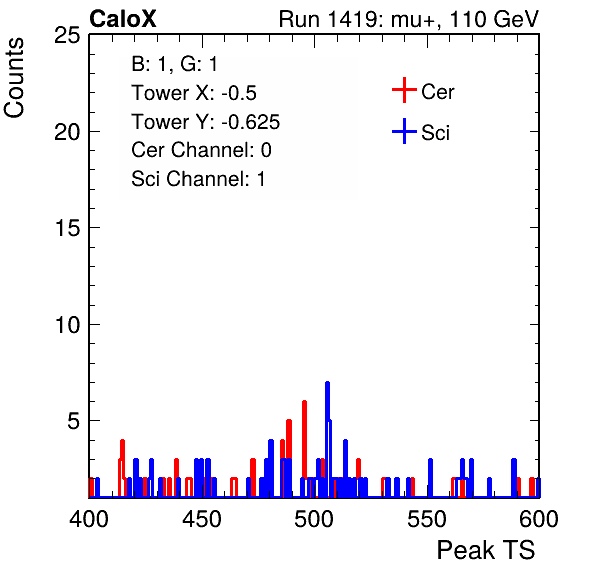 CaloX Run 1419: mu+, 110 GeV
Counts
25
20
15
10
5
B: 1, G: 1
Tower X: -0.5
Tower Y: -0.625
Cer Channel: 0
Sci Channel: 1
Cer
Sci
400 450 500 550 600
Peak TS